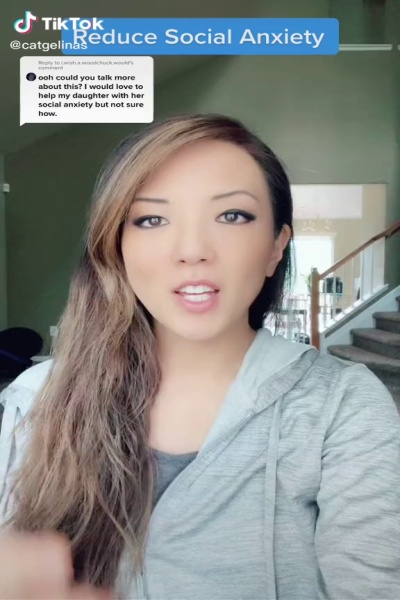 TikTok
@catgelinas
Reduce Social Anxiety
Reply to i.wish.a.woodchuck.would's
comment
ooh could you talk more
about this? I would love to
help my daughter with her
social anxiety but not sure
how.